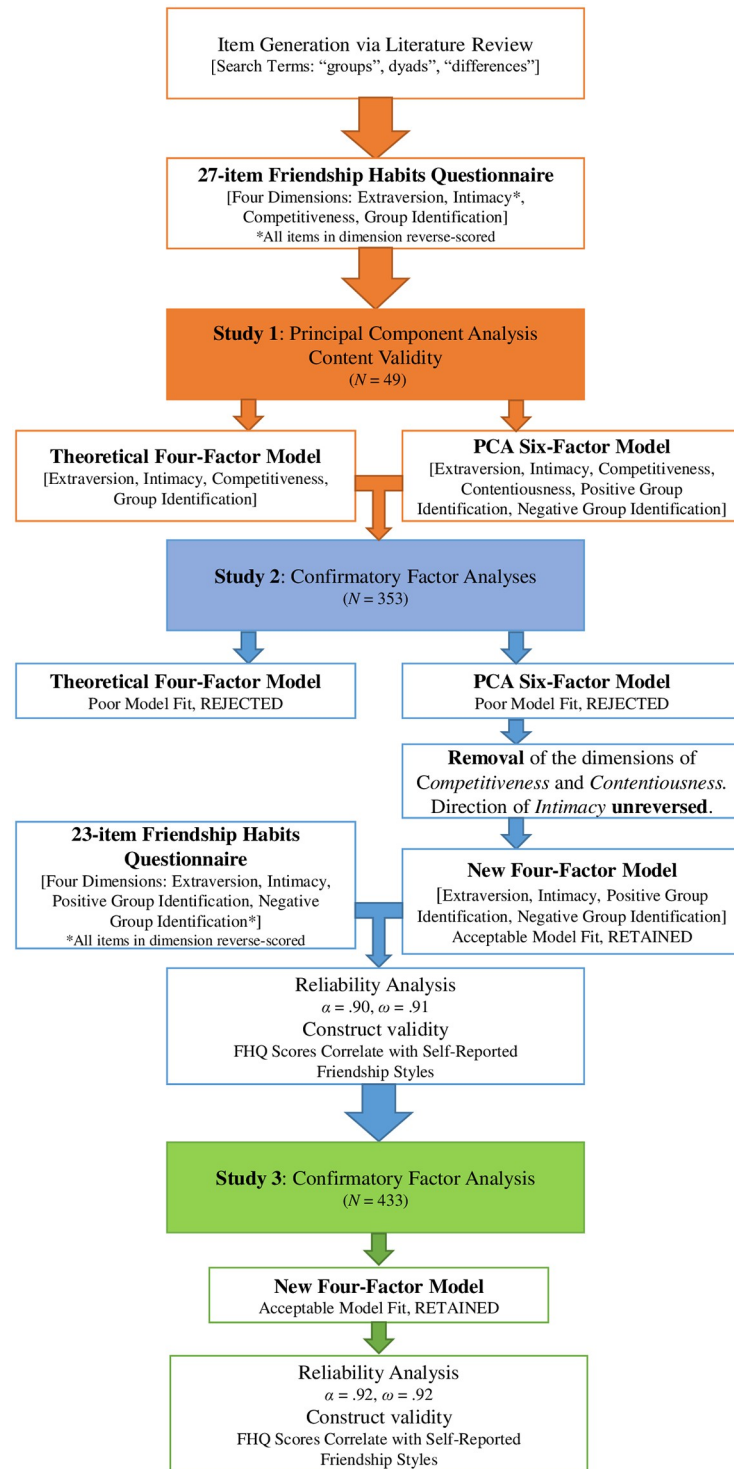 Item Generation via Literature Review
[Search Terms: “groups”, dyads”, “differences”]
27-item Friendship Habits Questionnaire
[Four Dimensions: Extraversion, Intimacy*,
Competitiveness, Group Identification]
*All items in dimension reverse-scored
Study 1: Principal Component Analysis
Content Validity
(N = 49)
Theoretical Four-Factor Model
[Extraversion, Intimacy, Competitiveness,
Group Identification]
PCA Six-Factor Model
[Extraversion, Intimacy, Competitiveness,
Contentiousness, Positive Group
Identification, Negative Group Identification]
Study 2: Confirmatory Factor Analyses
(N = 353)
Theoretical Four-Factor Model
Poor Model Fit, REJECTED
PCA Six-Factor Model
Poor Model Fit, REJECTED
Removal of the dimensions of
Competitiveness and Contentiousness.
Direction of Intimacy unreversed.
23-item Friendship Habits
Questionnaire
[Four Dimensions: Extraversion, Intimacy,
Positive Group Identification, Negative
Group Identification*]
*All items in dimension reverse-scored
New Four-Factor Model
[Extraversion, Intimacy, Positive Group
Identification, Negative Group Identification]
Acceptable Model Fit, RETAINED
Reliability Analysis
α = .90, ω = .91
Construct validity
FHQ Scores Correlate with Self-Reported
Friendship Styles
Study 3: Confirmatory Factor Analysis
(N = 433)
New Four-Factor Model
Acceptable Model Fit, RETAINED
Reliability Analysis
α = .92, ω = .92
Construct validity
FHQ Scores Correlate with Self-Reported
Friendship Styles